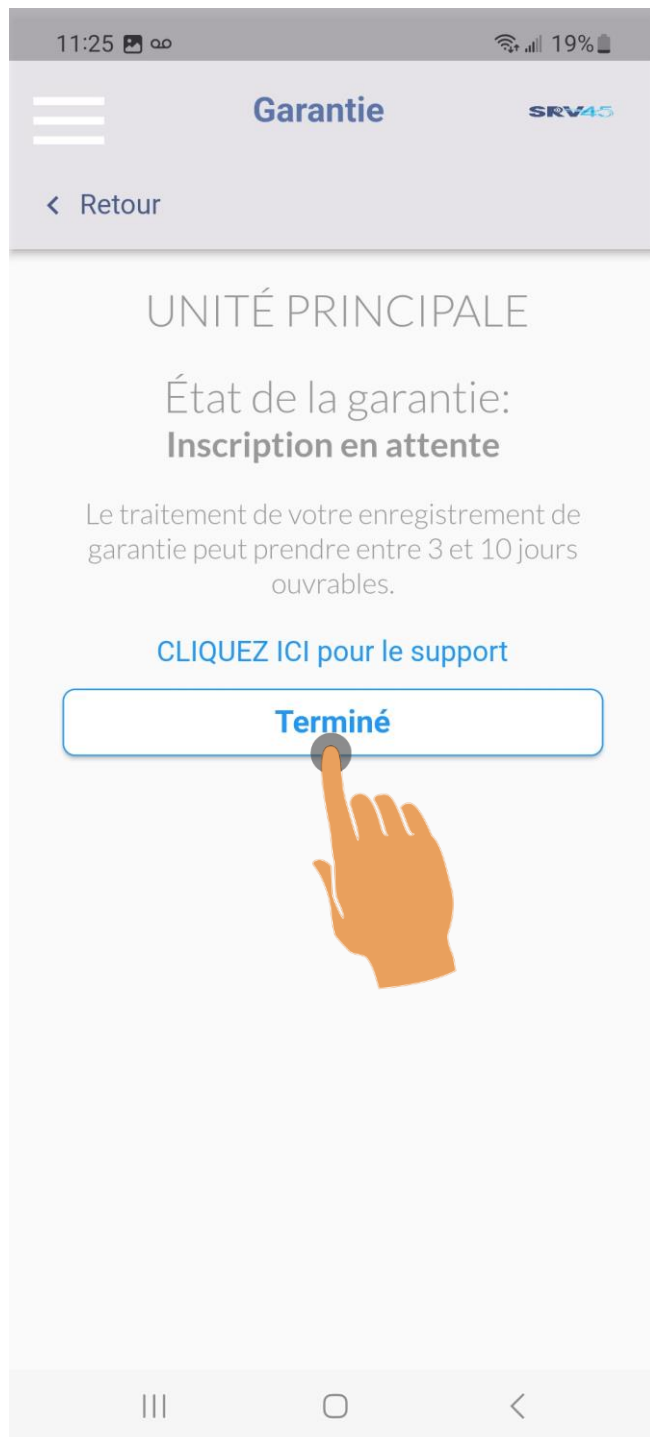 11:25
19%
Garantie
SRV45
Retour
UNITÉ PRINCIPALE
État de la garantie:
Inscription en attente
Le traitement de votre enregistrement de
garantie peut prendre entre 3 et 10 jours
ouvrables.
CLIQUEZ ICI pour le support
Terminé